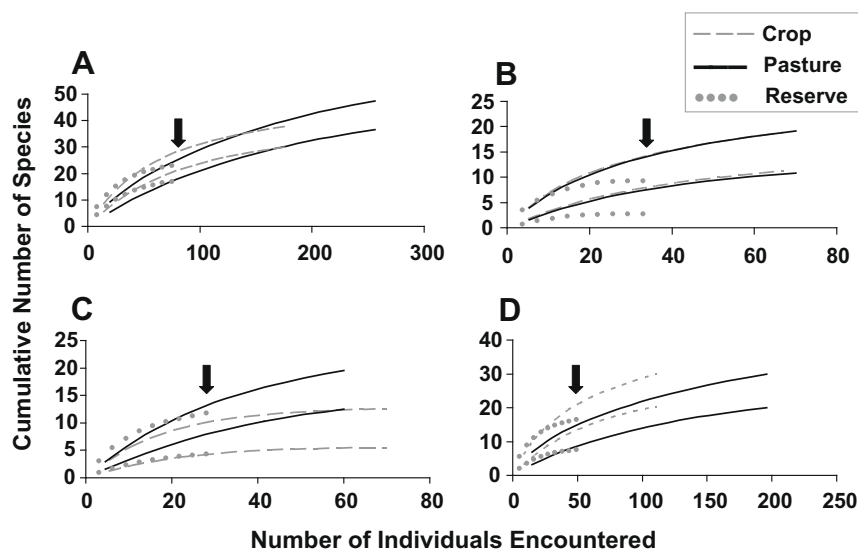 Crop
Pasture
Reserve
A
B
Cumulative Number of Species
50
40
30
20
10
0
0 100 200 300
25
20
15
10
5
0
0 20 40 60 80
C
D
25
20
15
10
5
0
0 20 40 60 80
40
30
20
10
0
0 50 100 150 200 250
Number of Individuals Encountered